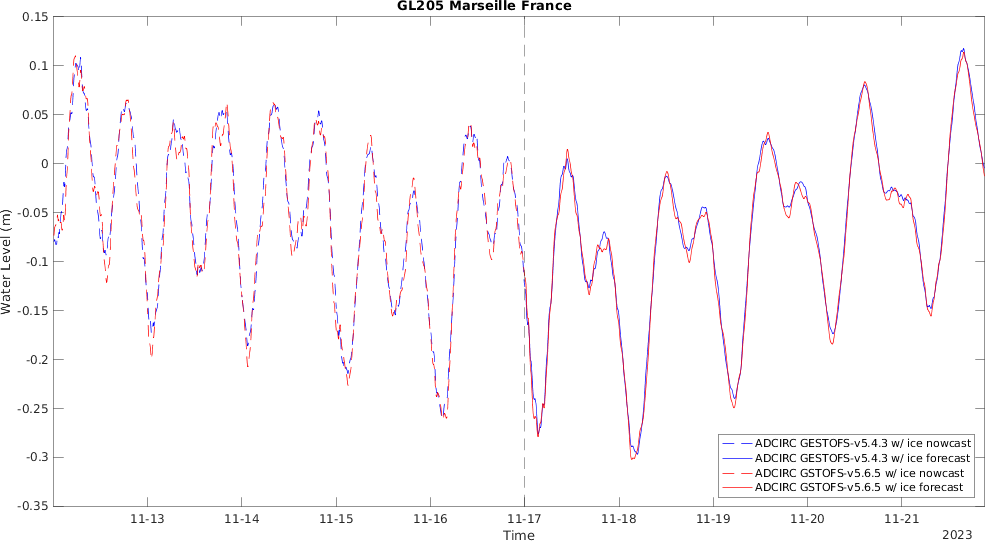 GL205 Marseille France
0.15
0.1
0.05
0
-0.05
-0.1
-0.15
-0.2
-0.25
-0.3
-0.35
Water Level (m)
ADCIRC GESTOFS-v5.4.3 w/ ice nowcast
ADCIRC GESTOFS-v5.4.3 w/ ice forecast
ADCIRC GSTOFS-v5.6.5 w/ ice nowcast
ADCIRC GSTOFS-v5.6.5 w/ ice forecast
11-13 11-14 11-15 11-16 11-17 11-18 11-19 11-20 11-21
Time
2023